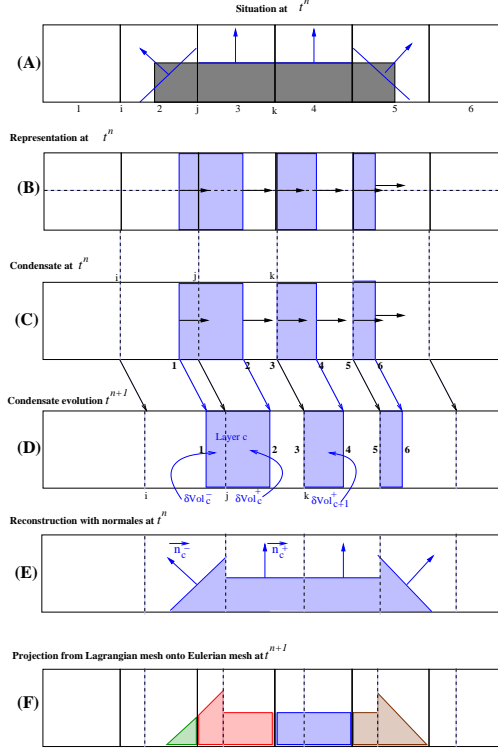 Situation at t^n
(A)
1 i 2 j 3 k 4 5 6
Representation at t^n
(B)
Condensate at t^n
i j k
(C)
1 2 3 4 5 6
Condensate evolution t^{n+1}
(D)
1 Layer c 2 3 4 5 6
i δVol_c^- j δVol_c^+ k δVol_{c+1}^+
Reconstruction with normales at t^n
n_c^- n_c^+
(E)
Projection from Lagrangian mesh onto Eulerian mesh at t^{n+1}
(F)